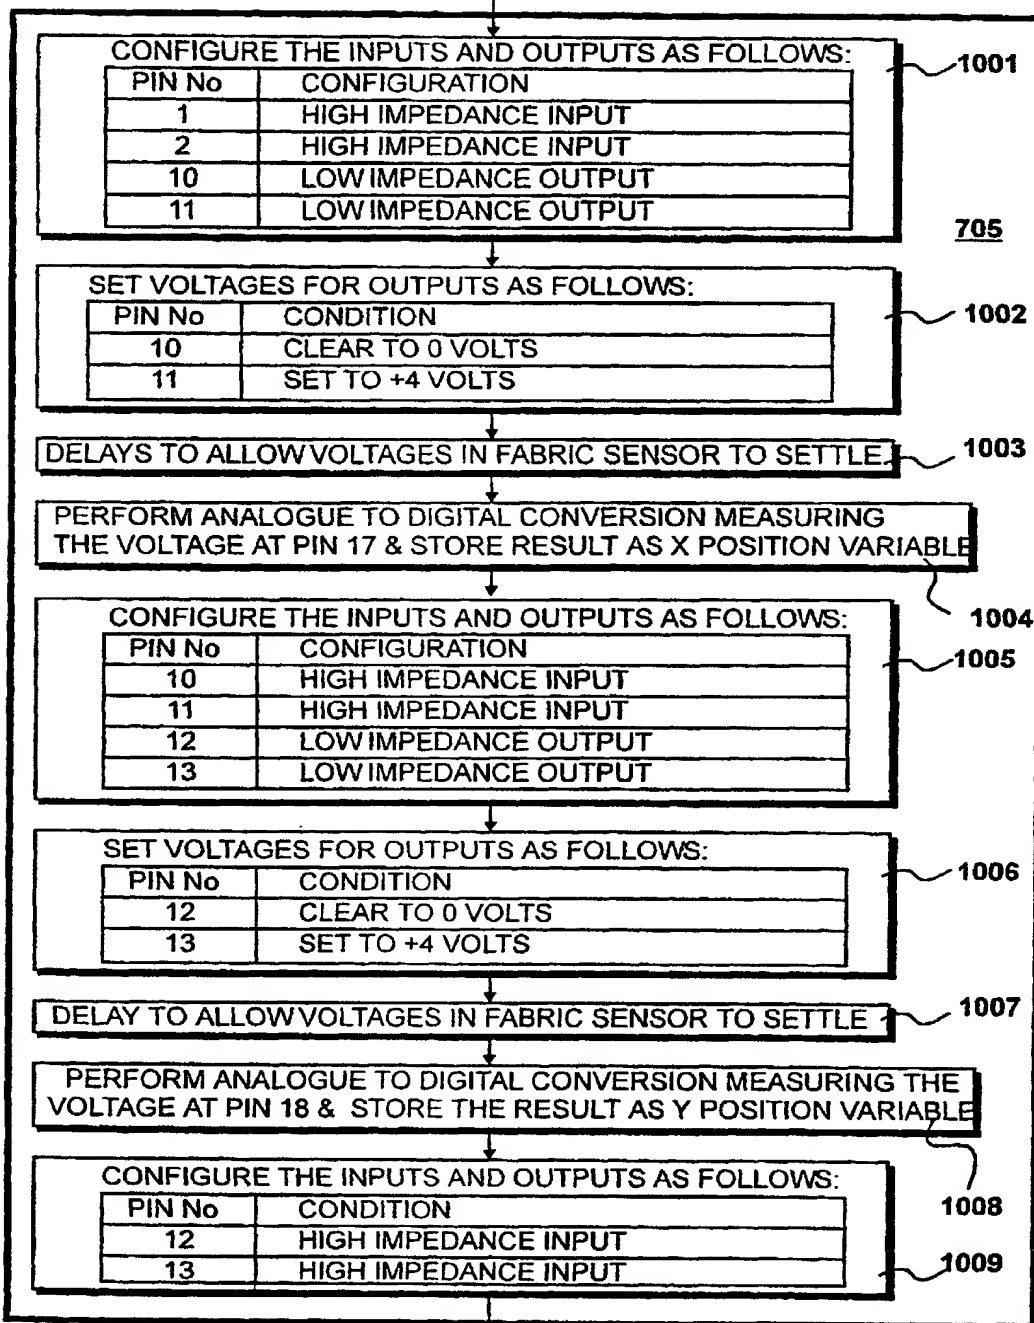 CONFIGURE THE INPUTS AND OUTPUTS AS FOLLOWS:
PIN No CONFIGURATION
1 HIGH IMPEDANCE INPUT
2 HIGH IMPEDANCE INPUT
10 LOW IMPEDANCE OUTPUT
11 LOW IMPEDANCE OUTPUT
1001
705
SET VOLTAGES FOR OUTPUTS AS FOLLOWS:
PIN No CONDITION
10 CLEAR TO 0 VOLTS
11 SET TO +4 VOLTS
1002
DELAYS TO ALLOW VOLTAGES IN FABRIC SENSOR TO SETTLE.
1003
PERFORM ANALOGUE TO DIGITAL CONVERSION MEASURING
THE VOLTAGE AT PIN 17 & STORE RESULT AS X POSITION VARIABLE
1004
CONFIGURE THE INPUTS AND OUTPUTS AS FOLLOWS:
PIN No CONFIGURATION
10 HIGH IMPEDANCE INPUT
11 HIGH IMPEDANCE INPUT
12 LOW IMPEDANCE OUTPUT
13 LOW IMPEDANCE OUTPUT
1005
SET VOLTAGES FOR OUTPUTS AS FOLLOWS:
PIN No CONDITION
12 CLEAR TO 0 VOLTS
13 SET TO +4 VOLTS
1006
DELAY TO ALLOW VOLTAGES IN FABRIC SENSOR TO SETTLE
1007
PERFORM ANALOGUE TO DIGITAL CONVERSION MEASURING THE
VOLTAGE AT PIN 18 & STORE THE RESULT AS Y POSITION VARIABLE
1008
CONFIGURE THE INPUTS AND OUTPUTS AS FOLLOWS:
PIN No CONDITION
12 HIGH IMPEDANCE INPUT
13 HIGH IMPEDANCE INPUT
1009